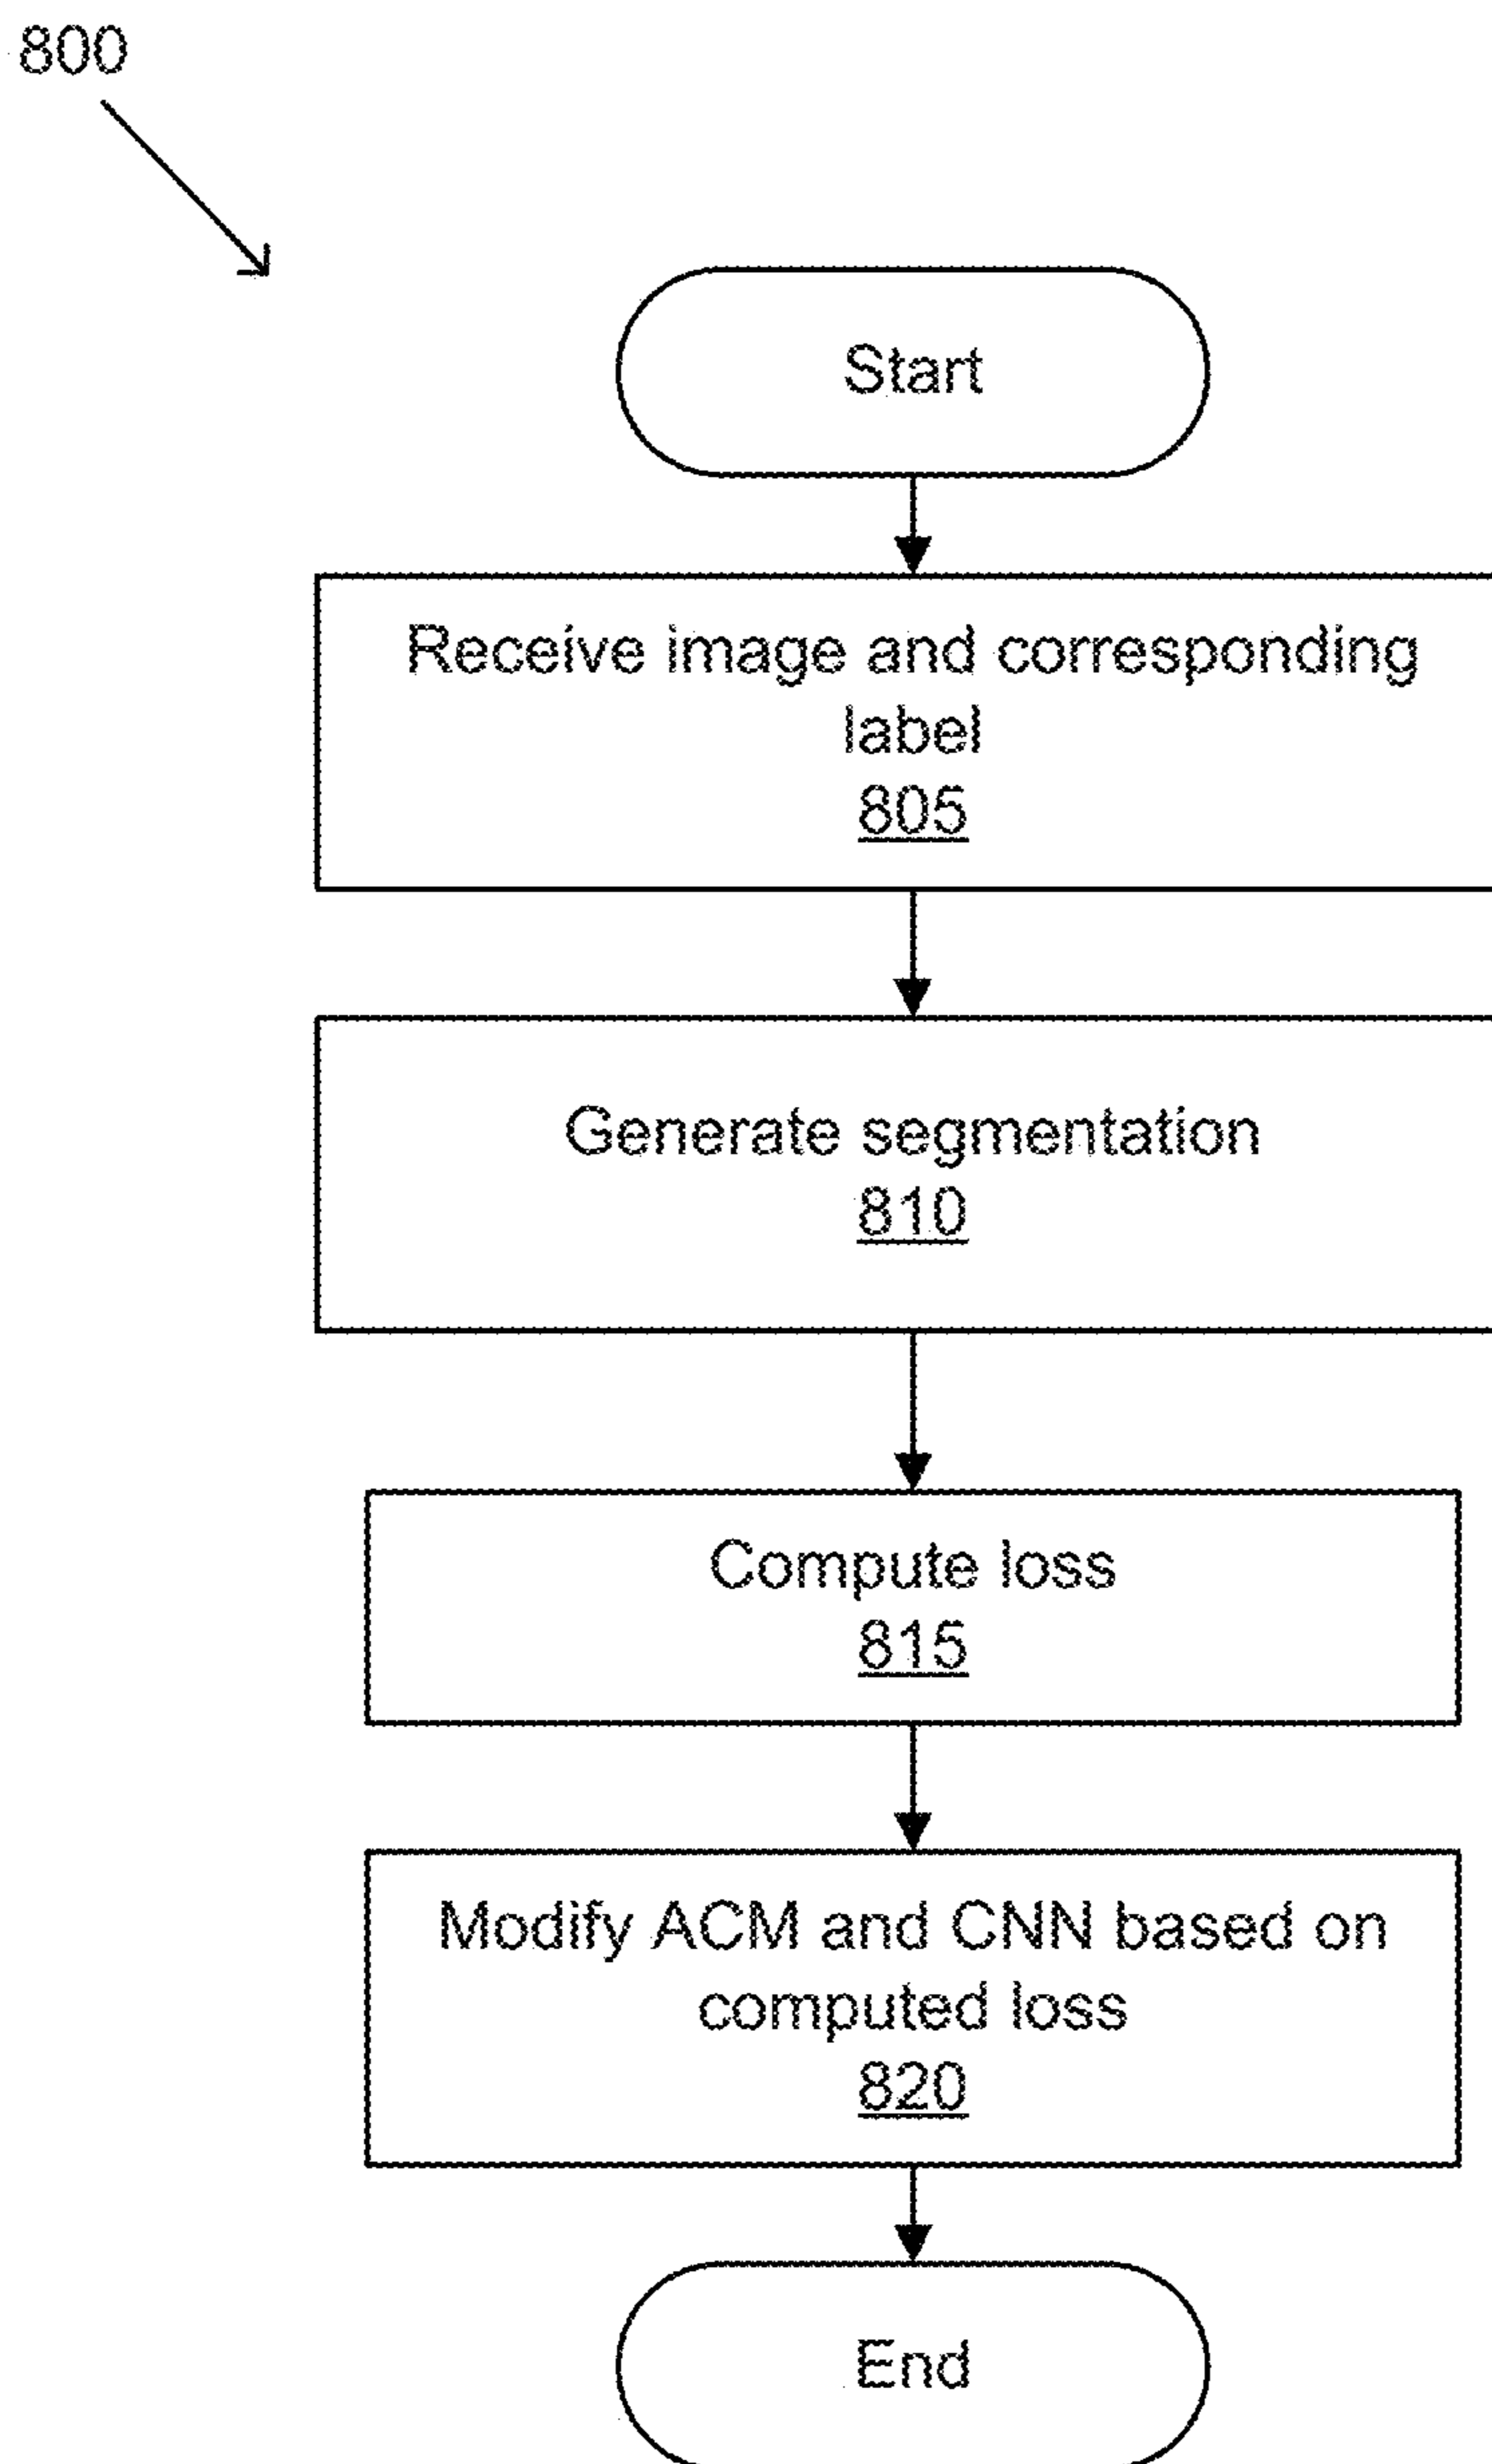 800
Start
Receive image and corresponding
label
805
Generate segmentation
810
Compute loss
815
Modify ACM and CNN based on
computed loss
820
End